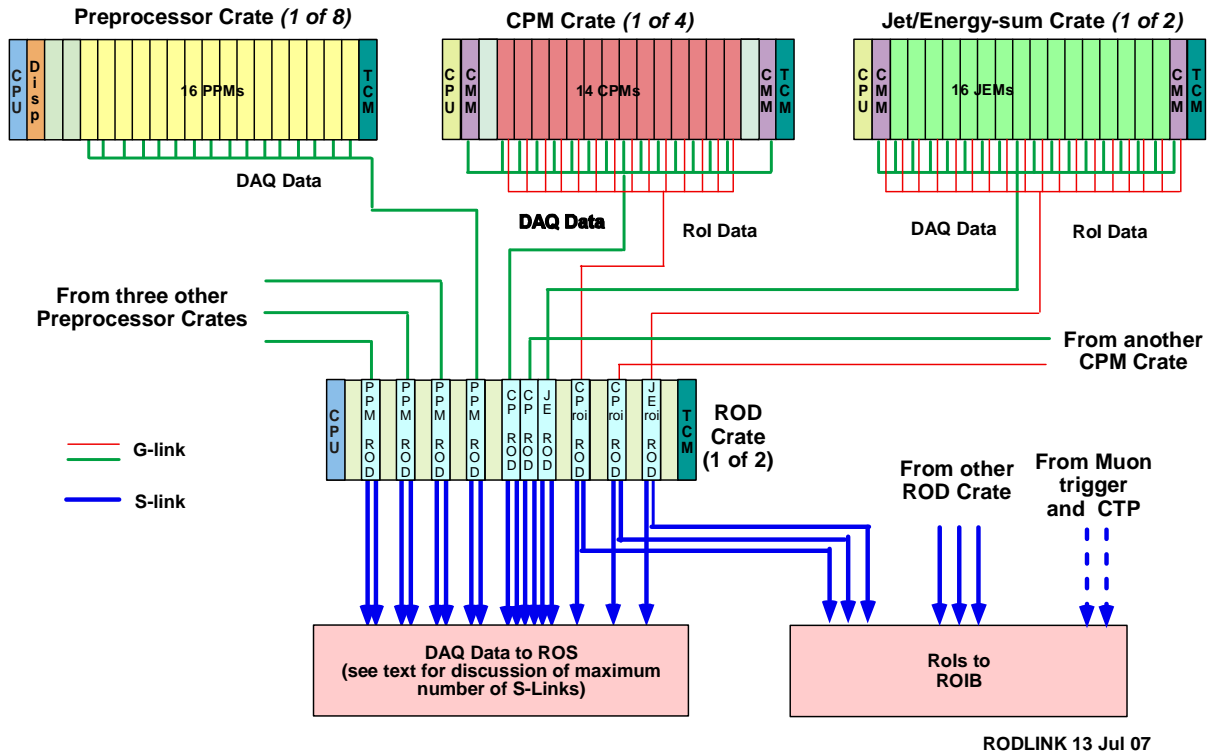 Preprocessor Crate (1 of 8)
CPM Crate (1 of 4)
Jet/Energy-sum Crate (1 of 2)
CPU
Disp
16 PPMs
TCM
CPU
CMM
14 CPMs
CMM
TCM
CPU
CMM
16 JEMs
CMM
TCM
DAQ Data
DAQ Data
RoI Data
DAQ Data
RoI Data
From three other
Preprocessor Crates
From another
CPM Crate
CPU
PPM ROD
PPM ROD
PPM ROD
PPM ROD
CP ROD
CP ROD
JE ROD
CP roi ROD
CP roi ROD
JE roi ROD
TCM
ROD
Crate
(1 of 2)
G-link
S-link
From other
ROD Crate
From Muon
trigger
and CTP
DAQ Data to ROS
(see text for discussion of maximum
number of S-Links)
RoIs to
ROIB
RODLINK 13 Jul 07